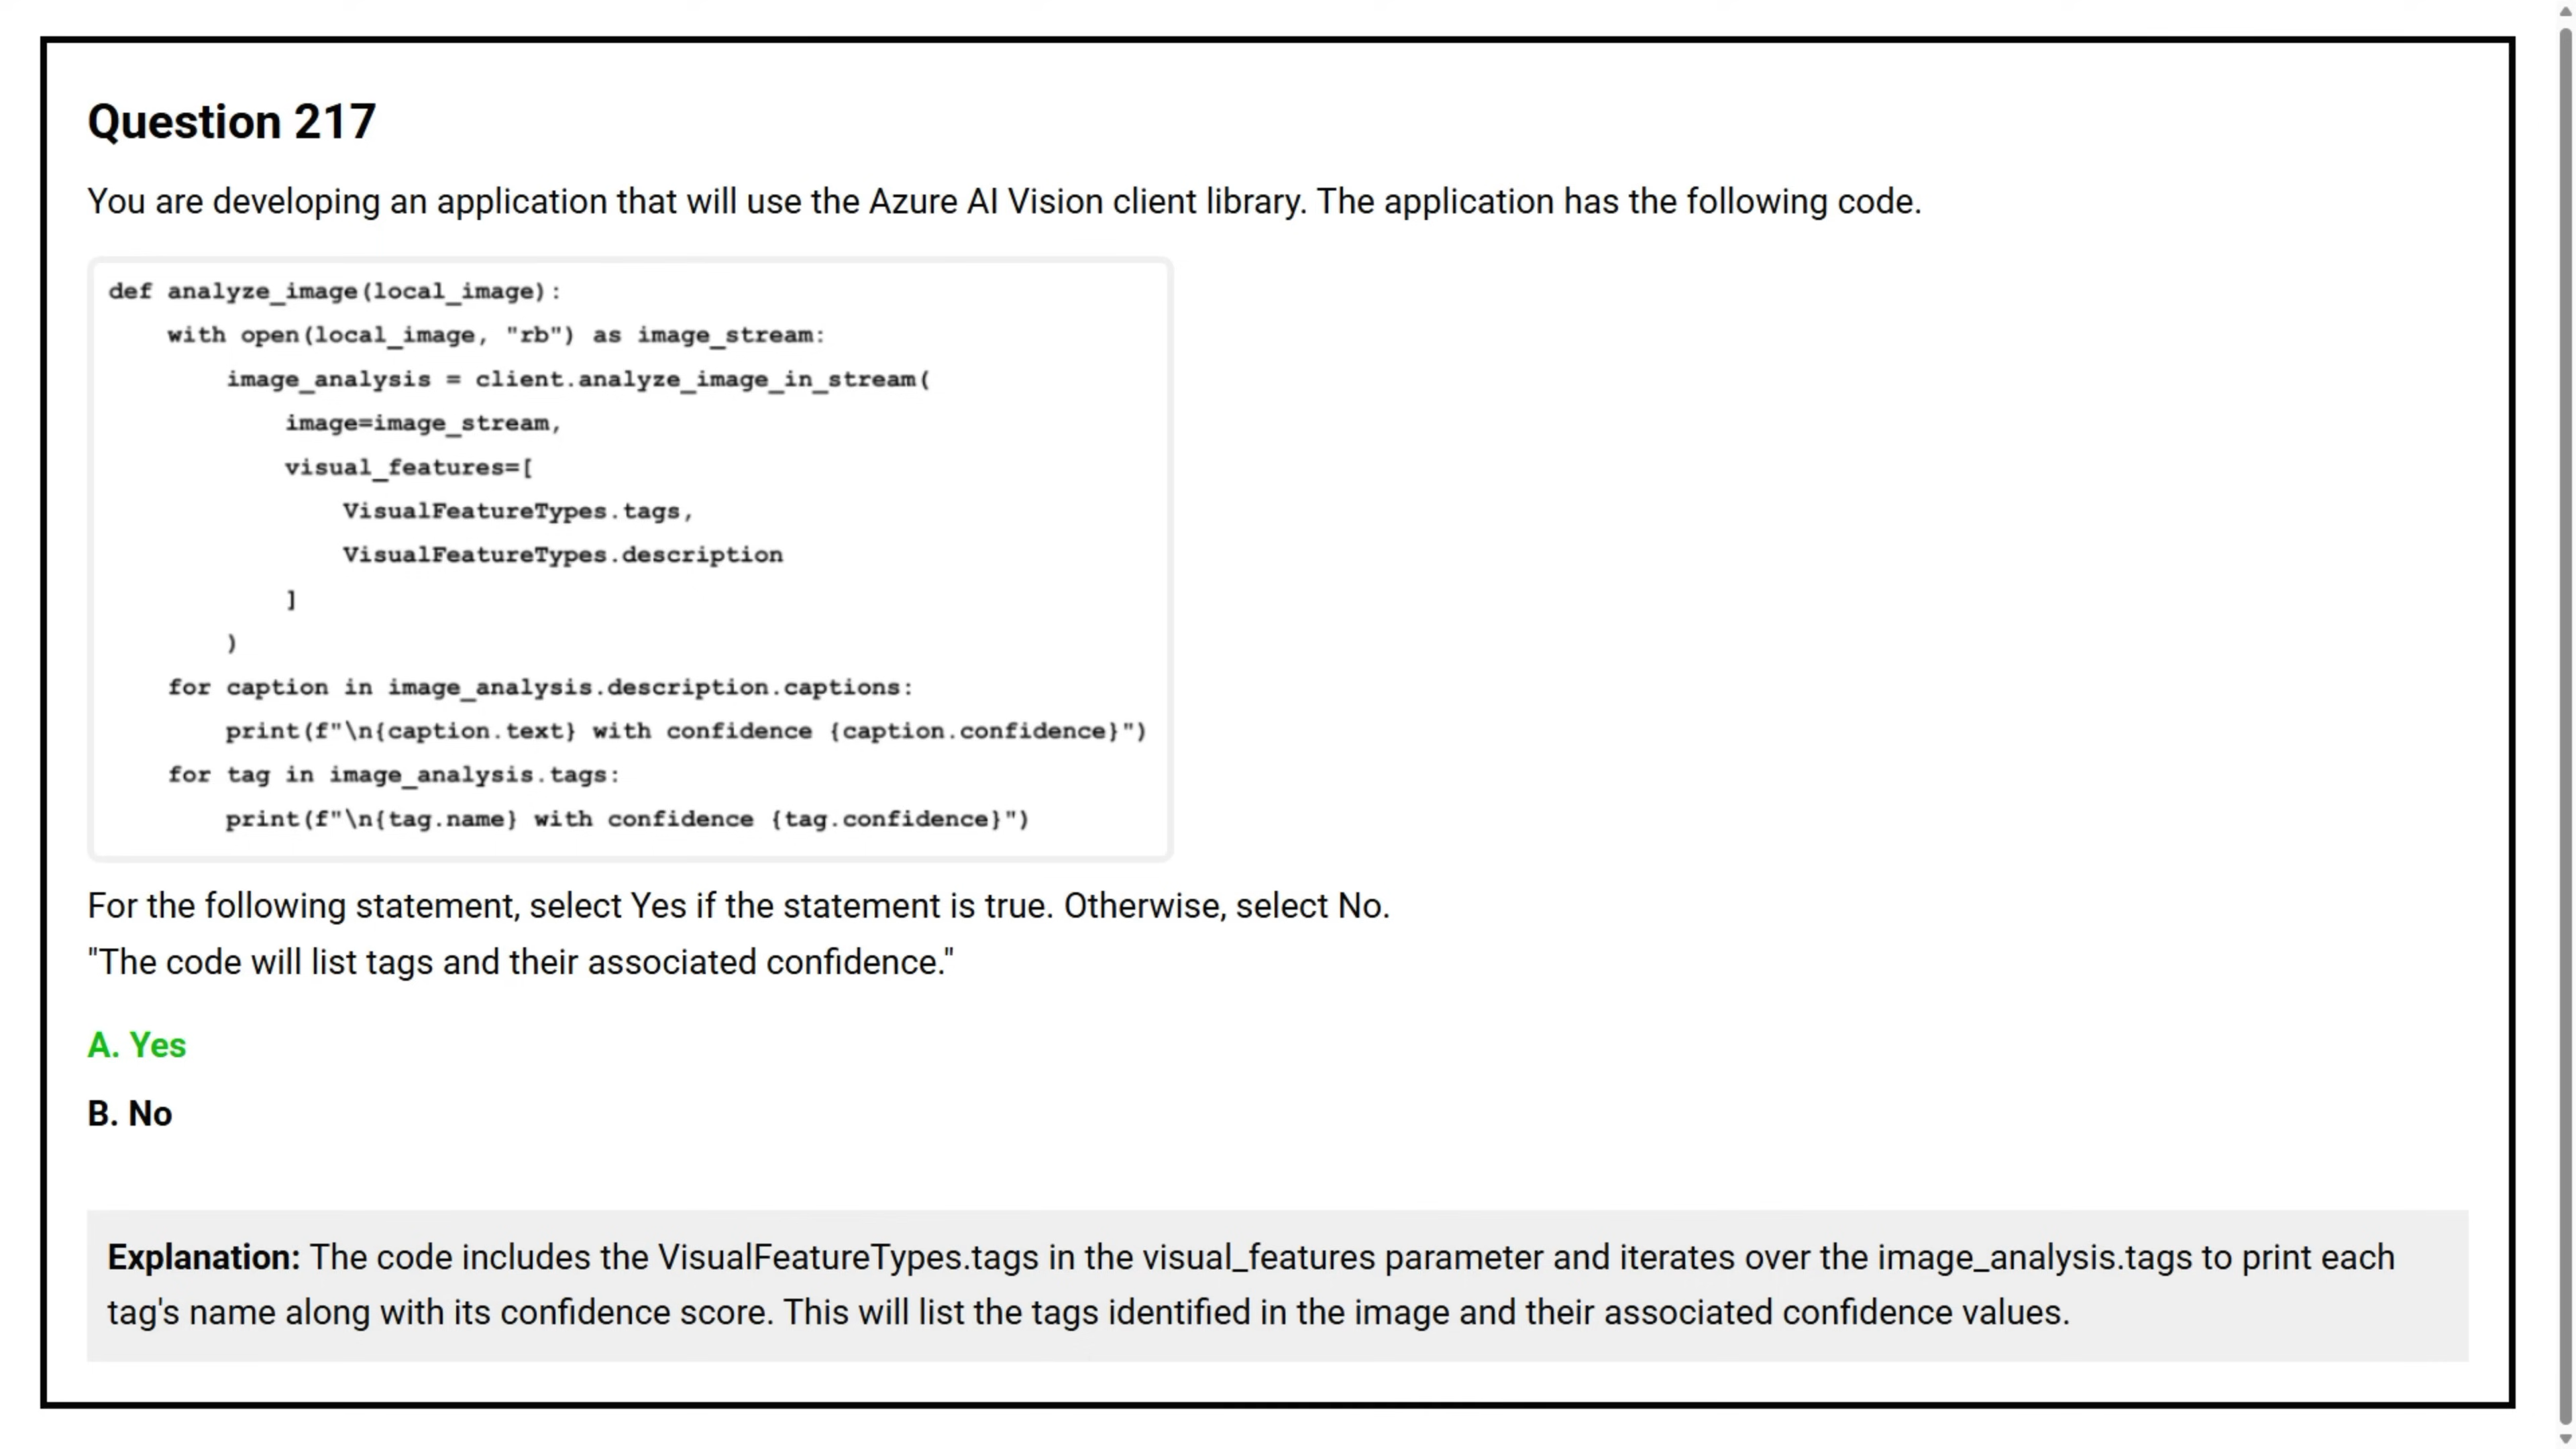 Question 217
You are developing an application that will use the Azure AI Vision client library. The application has the following code.
def analyze_image(local_image):
    with open(local_image, "rb") as image_stream:
        image_analysis = client.analyze_image_in_stream(
            image=image_stream,
            visual_features=[
                VisualFeatureTypes.tags,
                VisualFeatureTypes.description
            ]
        )
    for caption in image_analysis.description.captions:
        print(f"\n{caption.text} with confidence {caption.confidence}")
    for tag in image_analysis.tags:
        print(f"\n{tag.name} with confidence {tag.confidence}")
For the following statement, select Yes if the statement is true. Otherwise, select No.
"The code will list tags and their associated confidence."
A. Yes
B. No
Explanation: The code includes the VisualFeatureTypes.tags in the visual_features parameter and iterates over the image_analysis.tags to print each
tag's name along with its confidence score. This will list the tags identified in the image and their associated confidence values.